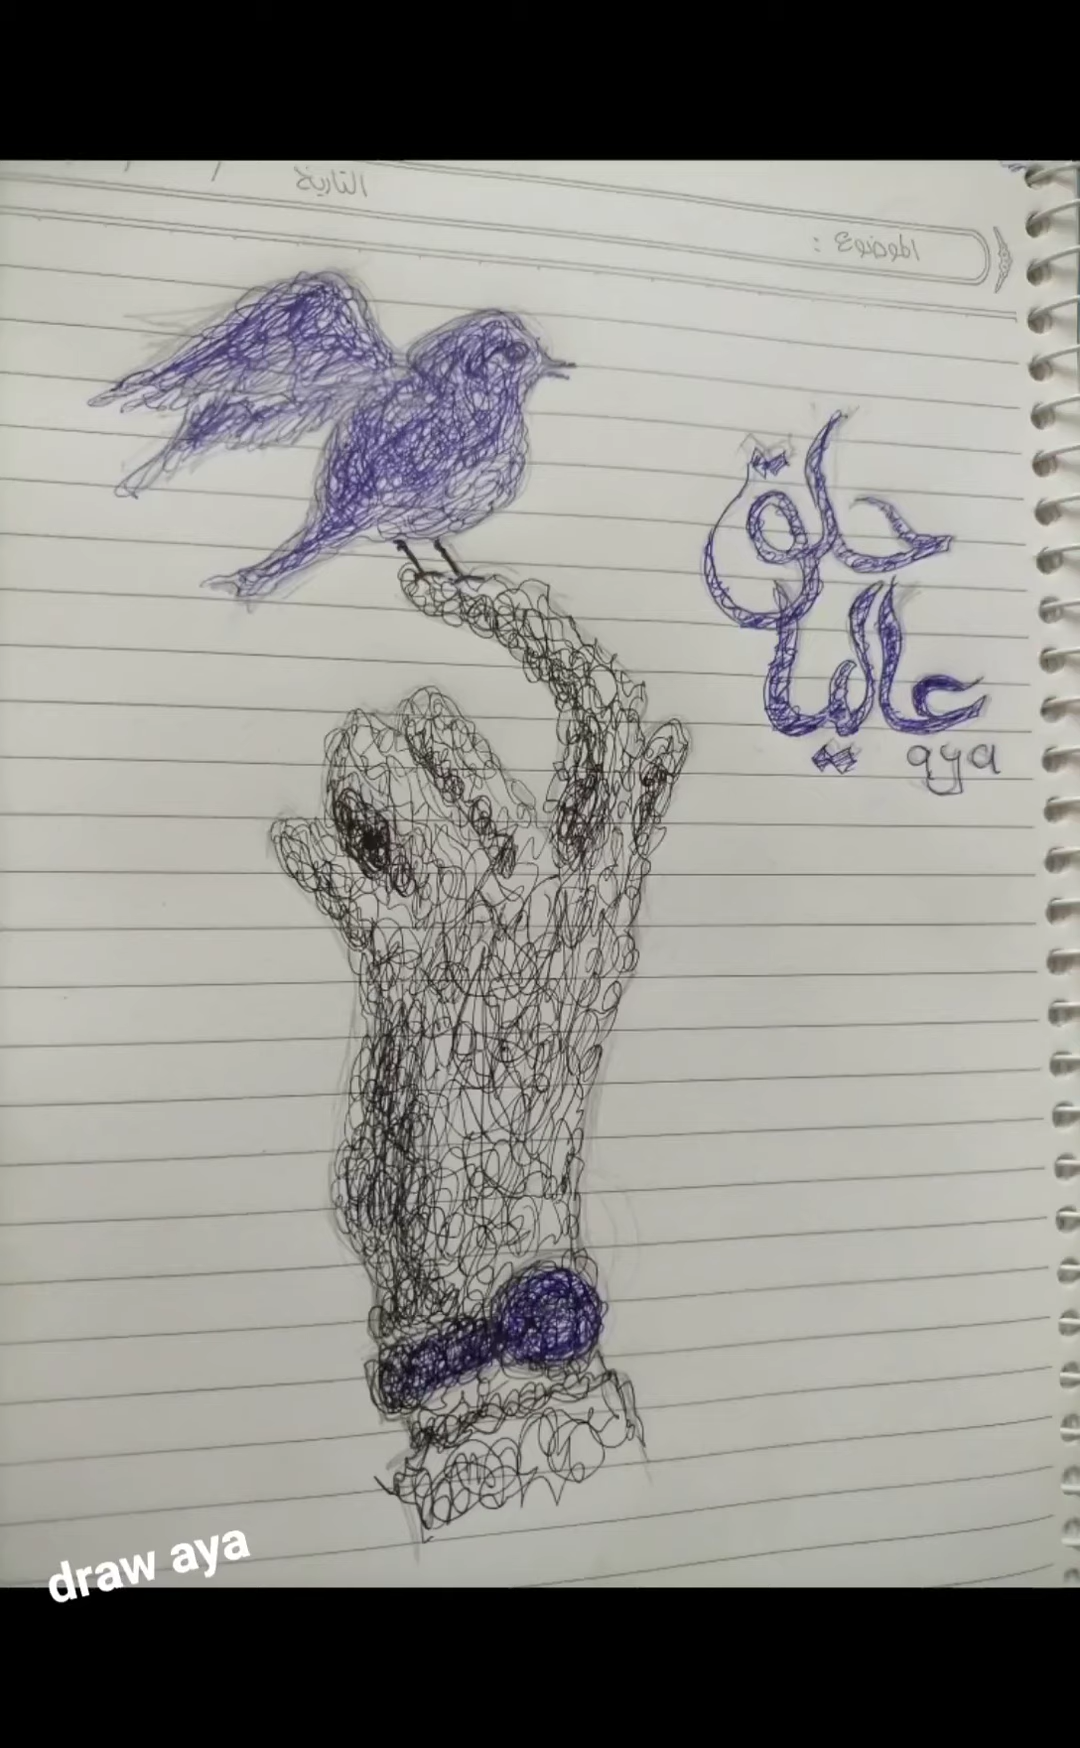 التاريخ / /
الموضوع :
حلق
عاليا
aya
draw aya